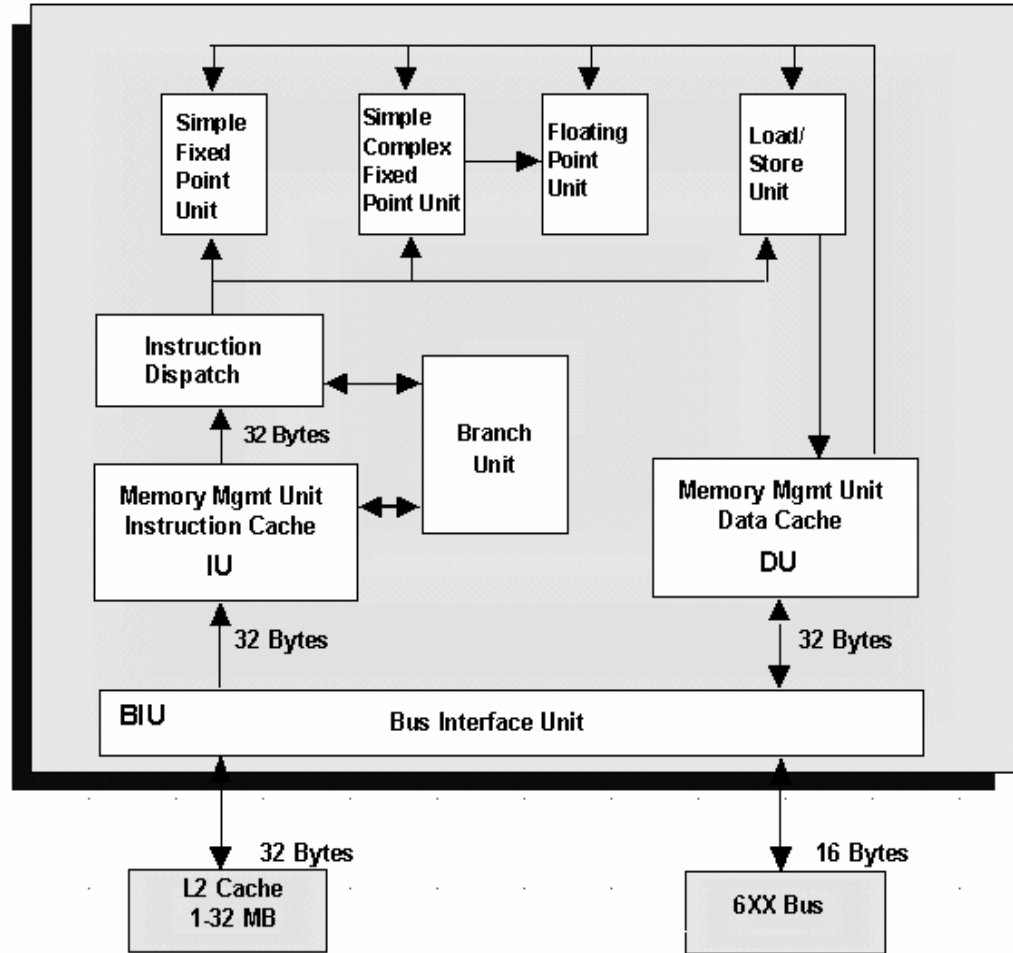 Simple
Fixed
Point
Unit
Simple
Complex
Fixed
Point Unit
Floating
Point
Unit
Load/
Store
Unit
Instruction
Dispatch
32 Bytes
Branch
Unit
Memory Mgmt Unit
Instruction Cache
IU
Memory Mgmt Unit
Data Cache
DU
32 Bytes
32 Bytes
BIU
Bus Interface Unit
32 Bytes
16 Bytes
L2 Cache
1-32 MB
6XX Bus